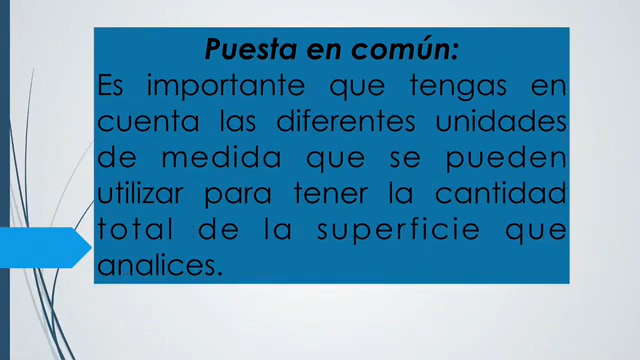 Puesta en común:
Es importante que tengas en
cuenta las diferentes unidades
de medida que se pueden
utilizar para tener la cantidad
total de la superficie que
analices.